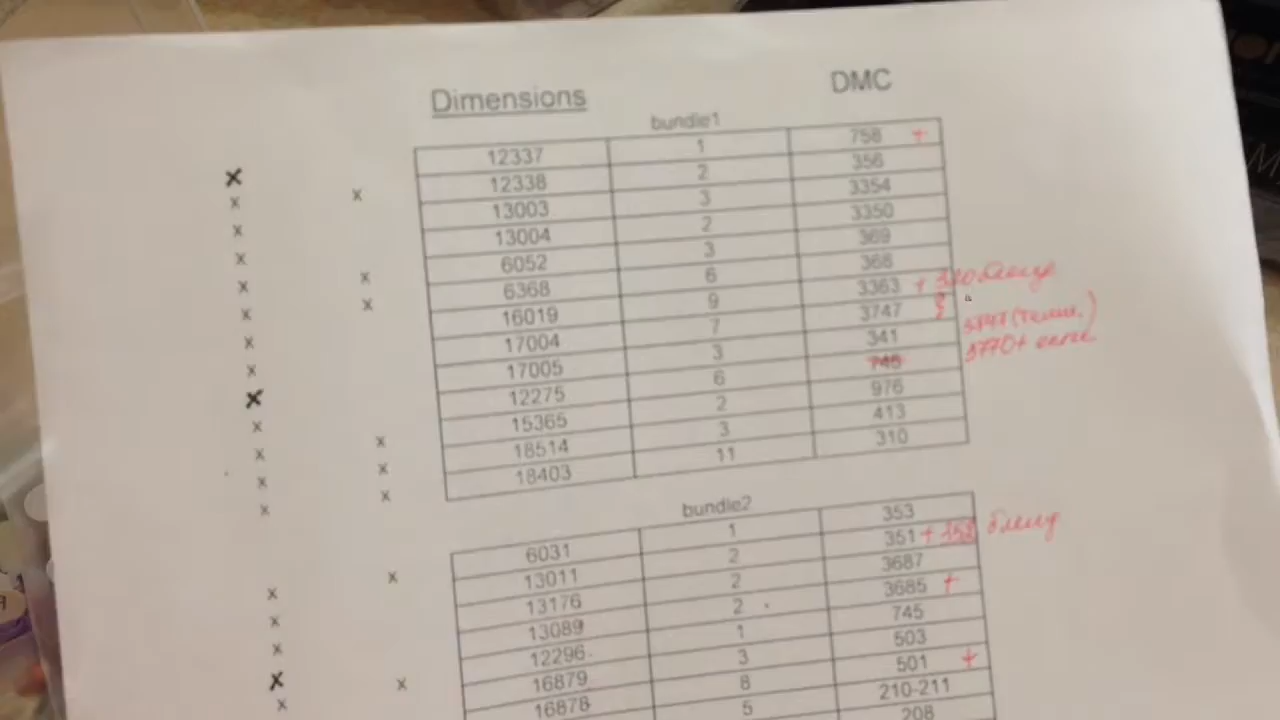 Dimensions DMC
bundle1
X 12337 1 758 +
x x 12338 2 356
x 13003 3 3354
x 13004 2 3350
x x 6052 3 369
x x 6368 6 368
x 16019 9 3363 +
x 17004 7 3747
X 17005 3 341
x 12275 6 745
x x 15365 2 976
x x 18514 3 413
x x 18403 11 310
bundle2
x x 6031 1 353
x 13011 2 351 + бленд
x 13176 2 3687
X 13089 2 3685 +
x x 12296 1 745
16879 3 503
16878 8 501 +
5 210-211
208